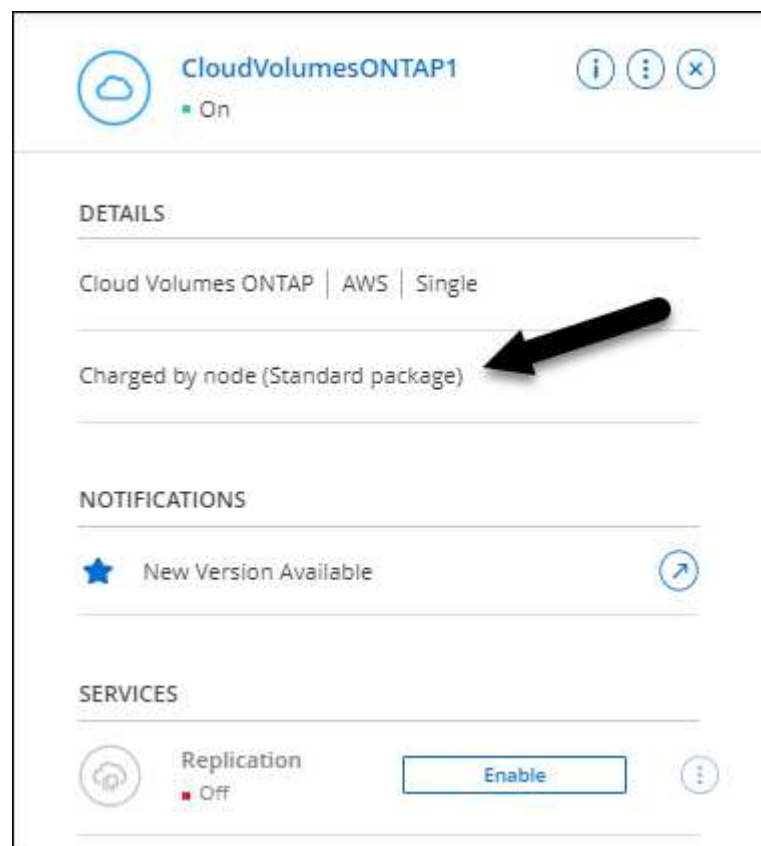 CloudVolumesONTAP1
On
DETAILS
Cloud Volumes ONTAP | AWS | Single
Charged by node (Standard package)
NOTIFICATIONS
New Version Available
SERVICES
Replication
Enable
Off